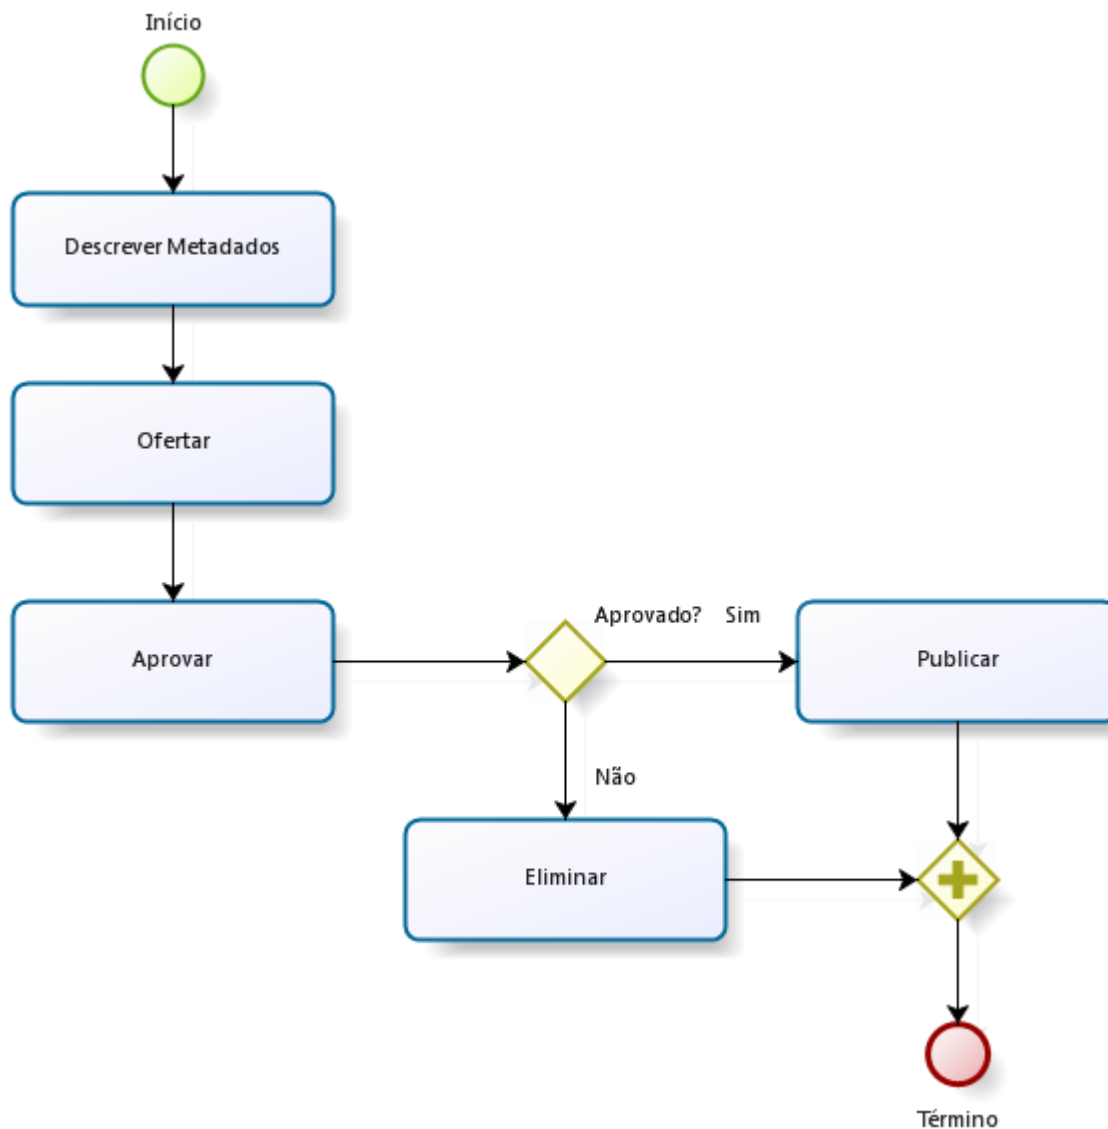 Início
Descrever Metadados
Ofertar
Aprovar
Aprovado? Sim
Publicar
Não
Eliminar
Término